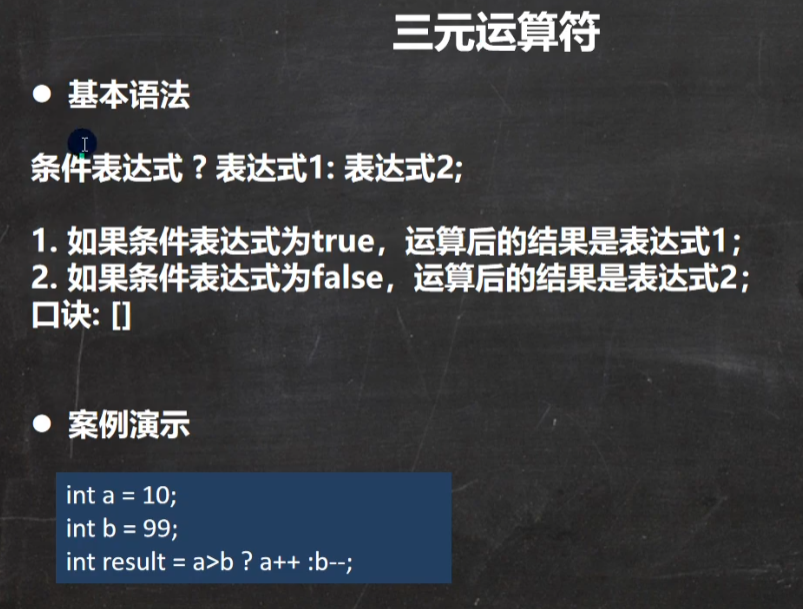 三元运算符
● 基本语法
条件表达式 ? 表达式1: 表达式2;
1. 如果条件表达式为true，运算后的结果是表达式1；
2. 如果条件表达式为false，运算后的结果是表达式2；
口诀: []
● 案例演示
int a = 10;
int b = 99;
int result = a>b ? a++ :b--;